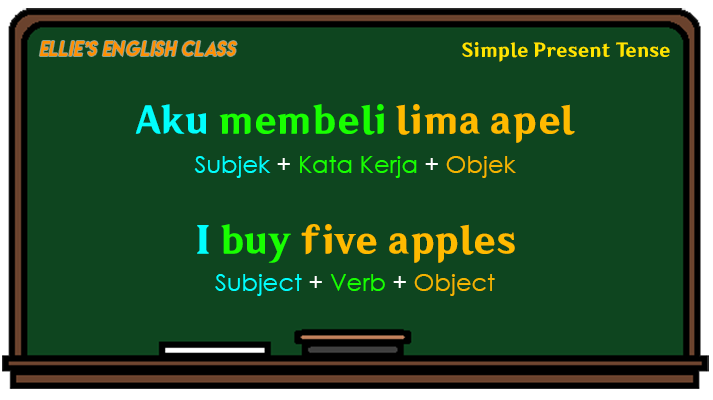 ELLIE'S ENGLISH CLASS
Simple Present Tense
Aku membeli lima apel
Subjek + Kata Kerja + Objek
I buy five apples
Subject + Verb + Object